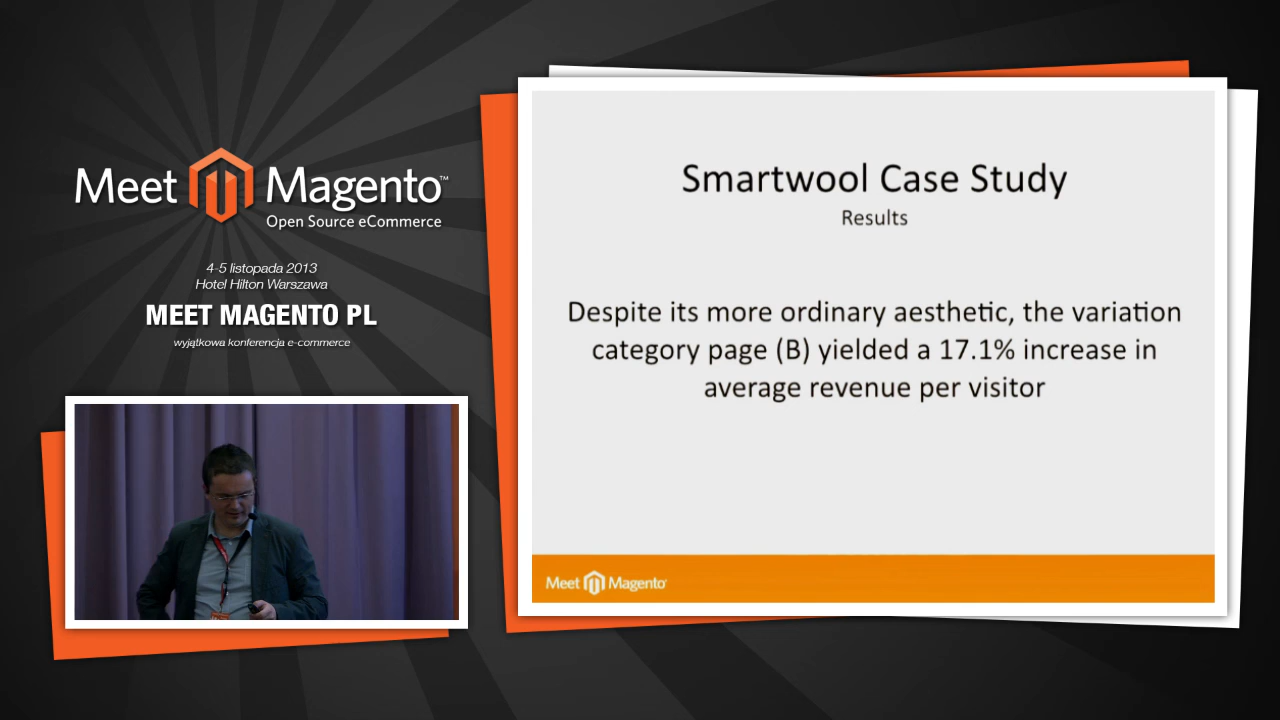 Meet Magento™
Open Source eCommerce
4-5 listopada 2013
Hotel Hilton Warszawa
MEET MAGENTO PL
wyjątkowa konferencja e-commerce
Smartwool Case Study
Results
Despite its more ordinary aesthetic, the variation
category page (B) yielded a 17.1% increase in
average revenue per visitor
Meet Magento